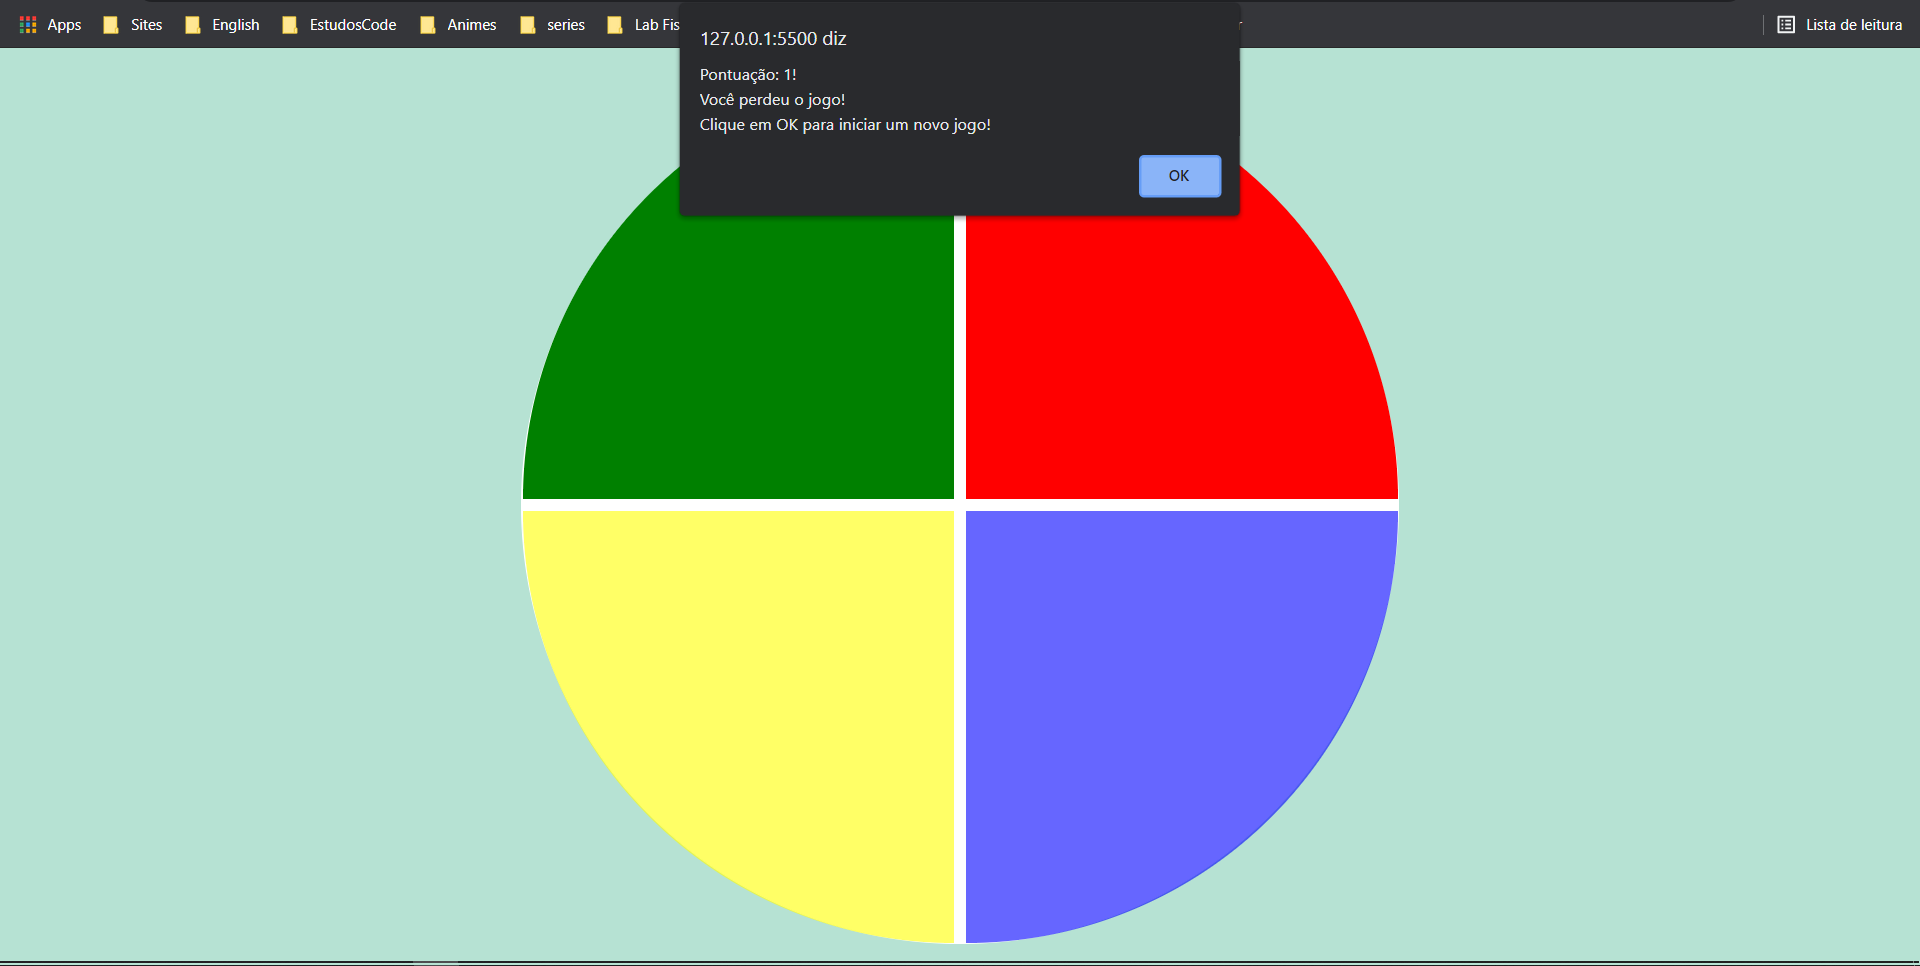 Apps Sites English EstudosCode Animes series Lab Fis Lista de leitura
127.0.0.1:5500 diz
Pontuação: 1!
Você perdeu o jogo!
Clique em OK para iniciar um novo jogo!
OK